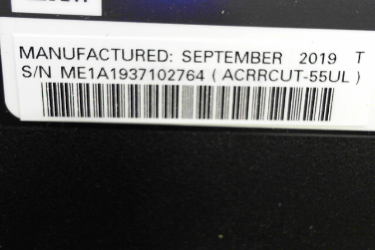 MANUFACTURED: SEPTEMBER 2019 T
S/N ME1A1937102764 ( ACRRCUT-55UL )